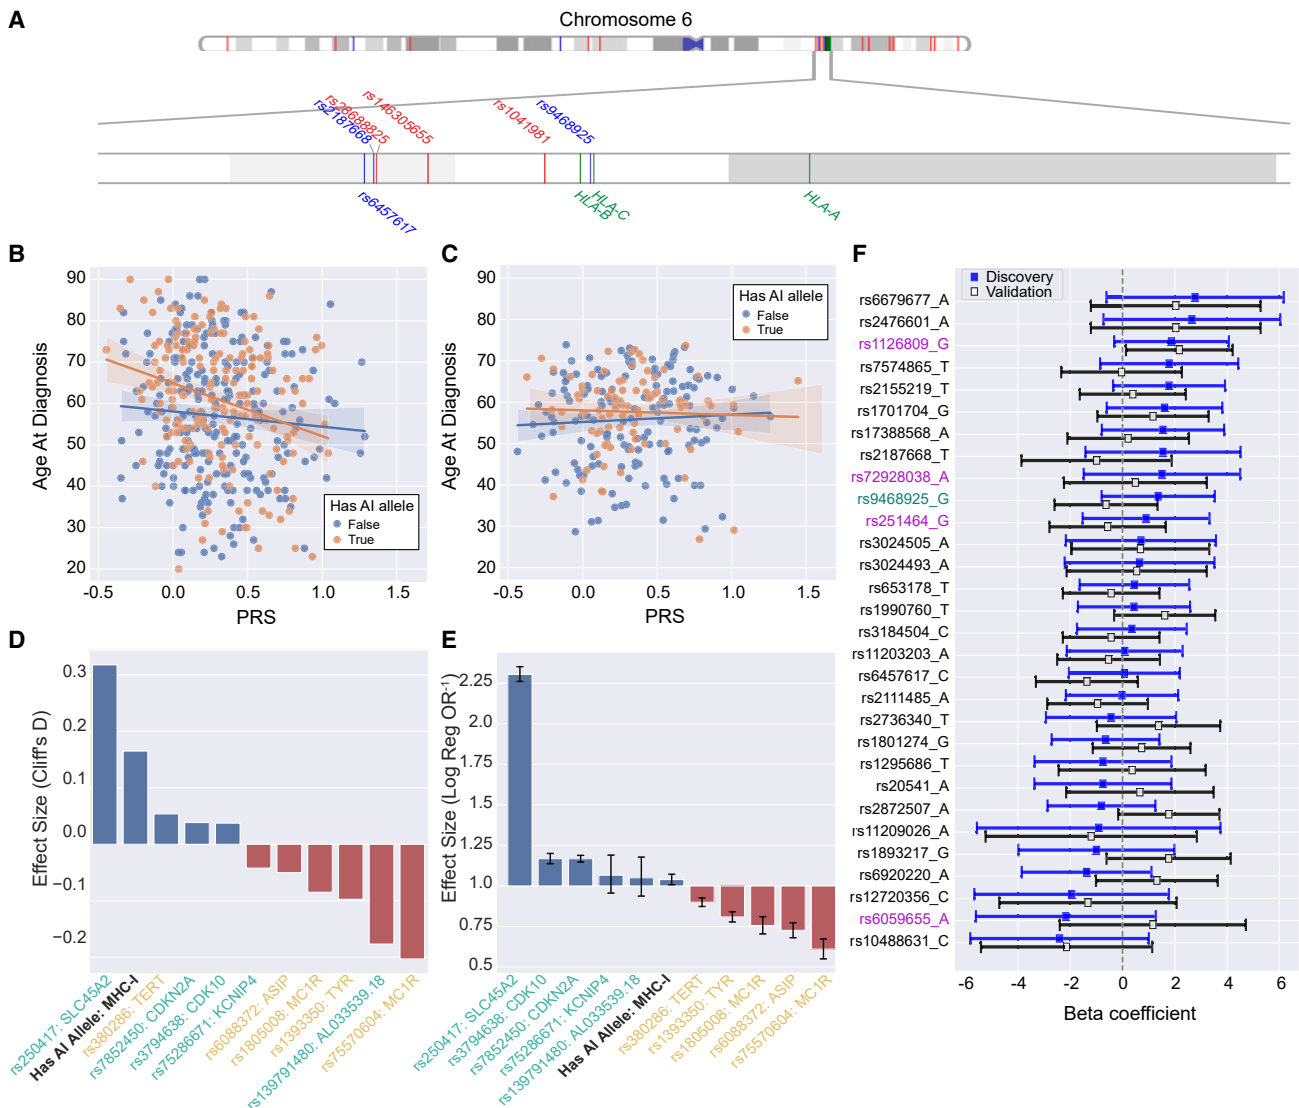 A
Chromosome 6
rs2187668
rs28688825
rs146305655
rs1041981
rs9468925
rs6457617
HLA-B
HLA-C
HLA-A
B
Age At Diagnosis
90
80
70
60
50
40
30
20
Has AI allele
False
True
-0.5 0.0 0.5 1.0 1.5
PRS
C
Age At Diagnosis
90
80
70
60
50
40
30
20
Has AI allele
False
True
-0.5 0.0 0.5 1.0 1.5
PRS
D
Effect Size (Cliff's D)
0.3
0.2
0.1
0.0
-0.1
-0.2
rs250417: SLC45A2
Has AI Allele: MHC-I
rs380286: TERT
rs7852450: CDKN2A
rs3794638: CDK10
rs75286671: KCNIP4
rs6088372: ASIP
rs1805008: MC1R
rs1393350: TYR
rs139791480: AL033539.18
rs75570604: MC1R
E
Effect Size (Log Reg OR⁻¹)
2.25
2.0
1.75
1.5
1.25
1.0
0.75
0.5
rs250417: SLC45A2
rs3794638: CDK10
rs7852450: CDKN2A
rs75286671: KCNIP4
rs139791480: AL033539.18
Has AI Allele: MHC-I
rs380286: TERT
rs1393350: TYR
rs1805008: MC1R
rs6088372: ASIP
rs75570604: MC1R
F
Discovery
Validation
rs6679677_A
rs2476601_A
rs1126809_G
rs7574865_T
rs2155219_T
rs1701704_G
rs17388568_A
rs2187668_T
rs72928038_A
rs9468925_G
rs251464_G
rs3024505_A
rs3024493_A
rs653178_T
rs1990760_T
rs3184504_C
rs11203203_A
rs6457617_C
rs2111485_A
rs2736340_T
rs1801274_G
rs1295686_T
rs20541_A
rs2872507_A
rs11209026_A
rs1893217_G
rs6920220_A
rs12720356_C
rs6059655_A
rs10488631_C
-6 -4 -2 0 2 4 6
Beta coefficient